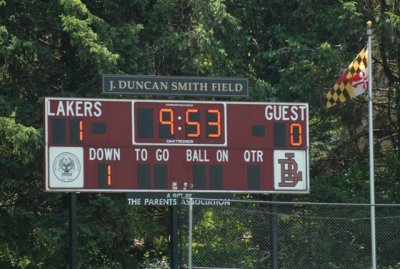 J. DUNCAN SMITH FIELD
LAKERS 9:53 GUEST
1 0
DAKTRONICS
DOWN TO GO BALL ON QTR
1
A GIFT OF
THE PARENTS ASSOCIATION